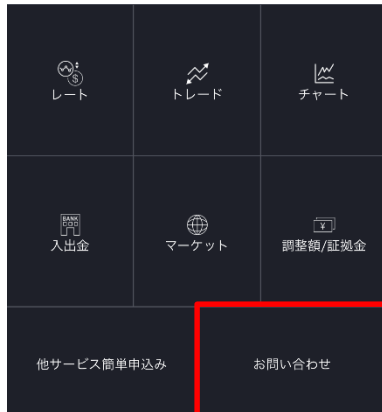 レート
トレード
チャート
BANK
入出金
マーケット
調整額/証拠金
他サービス簡単申込み
お問い合わせ